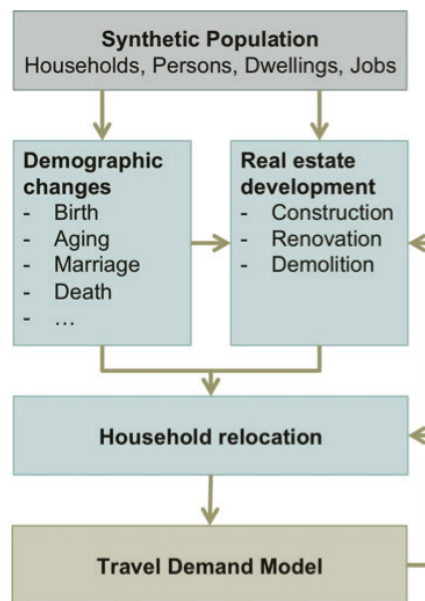 Synthetic Population
Households, Persons, Dwellings, Jobs
Demographic
changes
- Birth
- Aging
- Marriage
- Death
- ...
Real estate
development
- Construction
- Renovation
- Demolition
Household relocation
Travel Demand Model